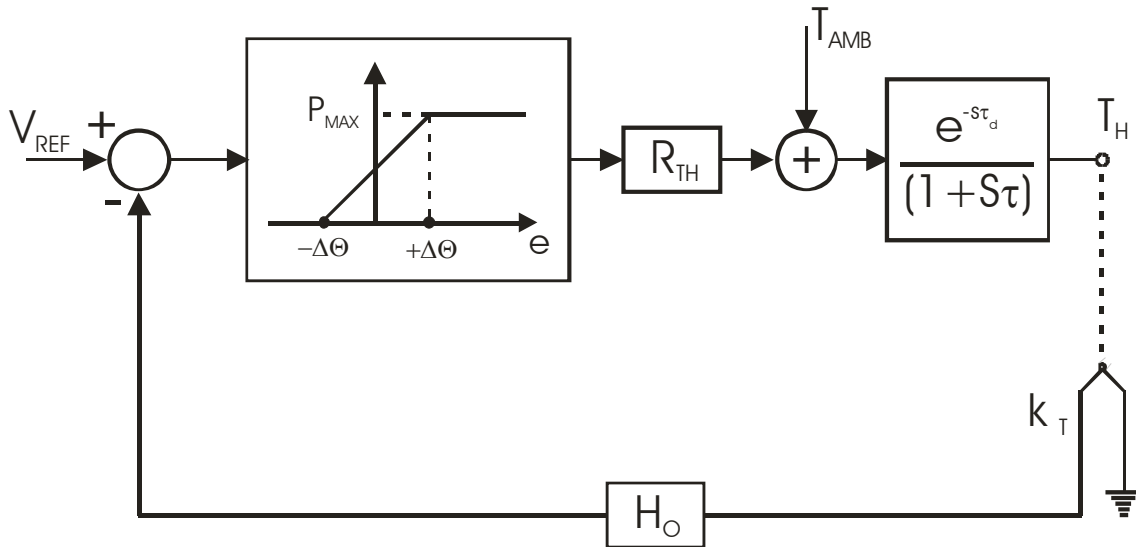 T_AMB
V_REF
+
-
P_MAX
−ΔΘ
+ΔΘ
e
R_TH
+
e^-sτ_d
(1+Sτ)
T_H
k_T
H_O